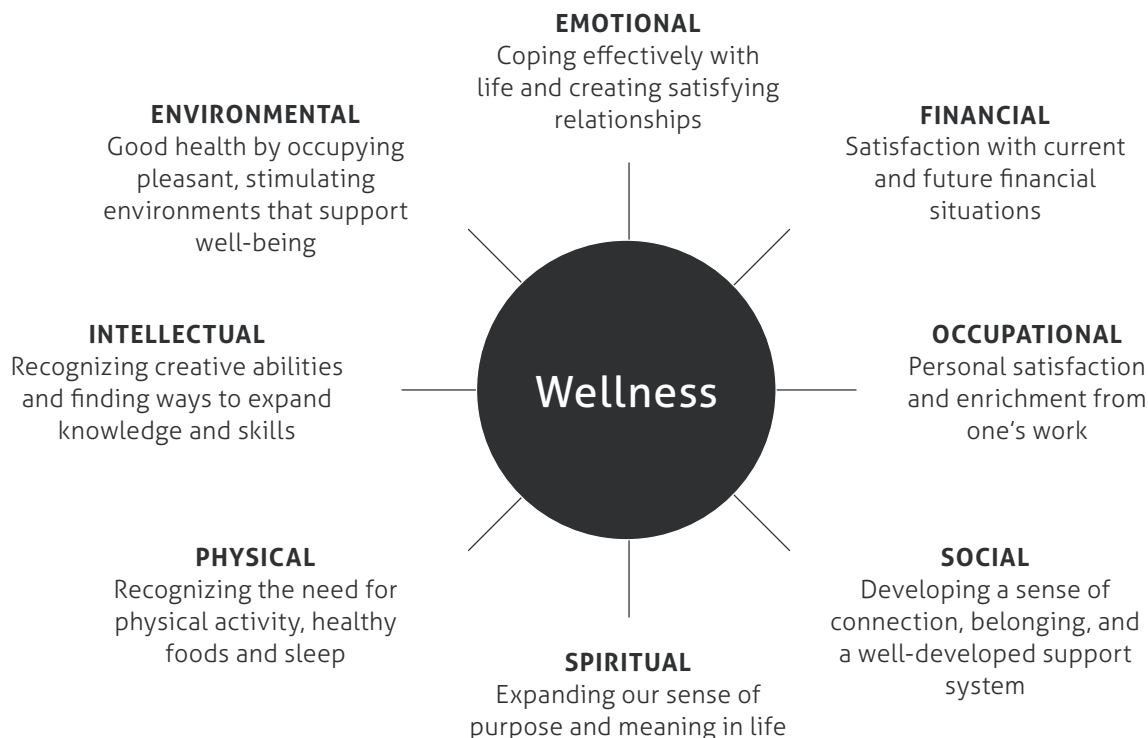 EMOTIONAL
Coping effectively with
life and creating satisfying
relationships
ENVIRONMENTAL
Good health by occupying
pleasant, stimulating
environments that support
well-being
FINANCIAL
Satisfaction with current
and future financial
situations
INTELLECTUAL
Recognizing creative abilities
and finding ways to expand
knowledge and skills
Wellness
OCCUPATIONAL
Personal satisfaction
and enrichment from
one’s work
PHYSICAL
Recognizing the need for
physical activity, healthy
foods and sleep
SOCIAL
Developing a sense of
connection, belonging, and
a well-developed support
system
SPIRITUAL
Expanding our sense of
purpose and meaning in life